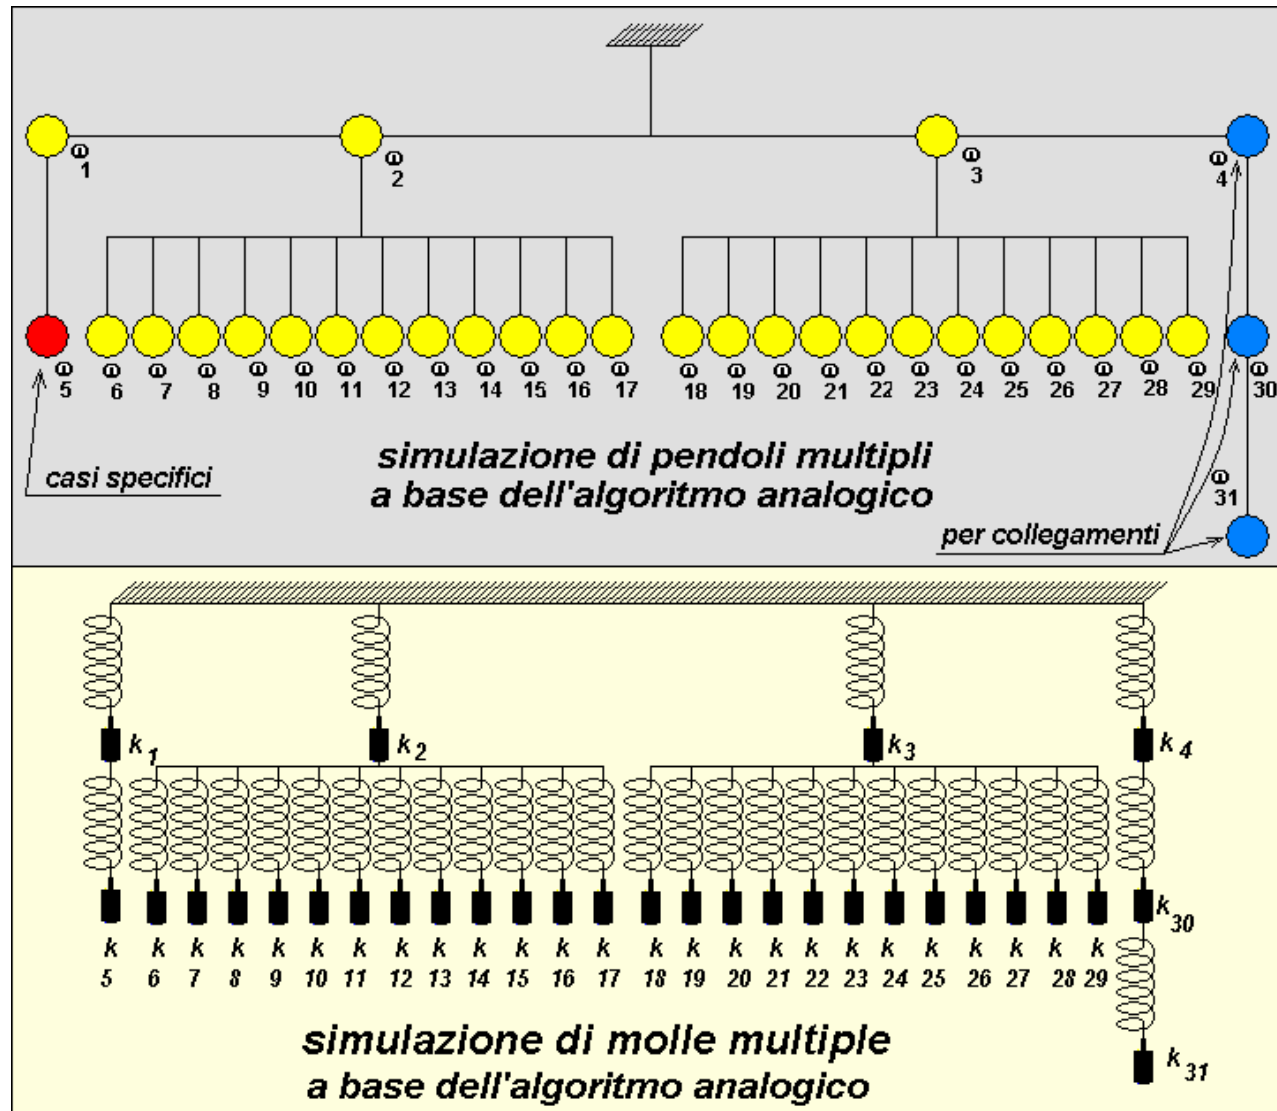 ω 1
ω 2
ω 3
ω 4
ω 5
ω 6
ω 7
ω 8
ω 9
ω 10
ω 11
ω 12
ω 13
ω 14
ω 15
ω 16
ω 17
ω 18
ω 19
ω 20
ω 21
ω 22
ω 23
ω 24
ω 25
ω 26
ω 27
ω 28
ω 29
ω 30
casi specifici
simulazione di pendoli multipli
a base dell'algoritmo analogico
ω 31
per collegamenti
k 1
k 2
k 3
k 4
k 30
k k k k k k k k k k k k k k k k k k k k k k k k k
5 6 7 8 9 10 11 12 13 14 15 16 17 18 19 20 21 22 23 24 25 26 27 28 29
simulazione di molle multiple
a base dell'algoritmo analogico
k 31